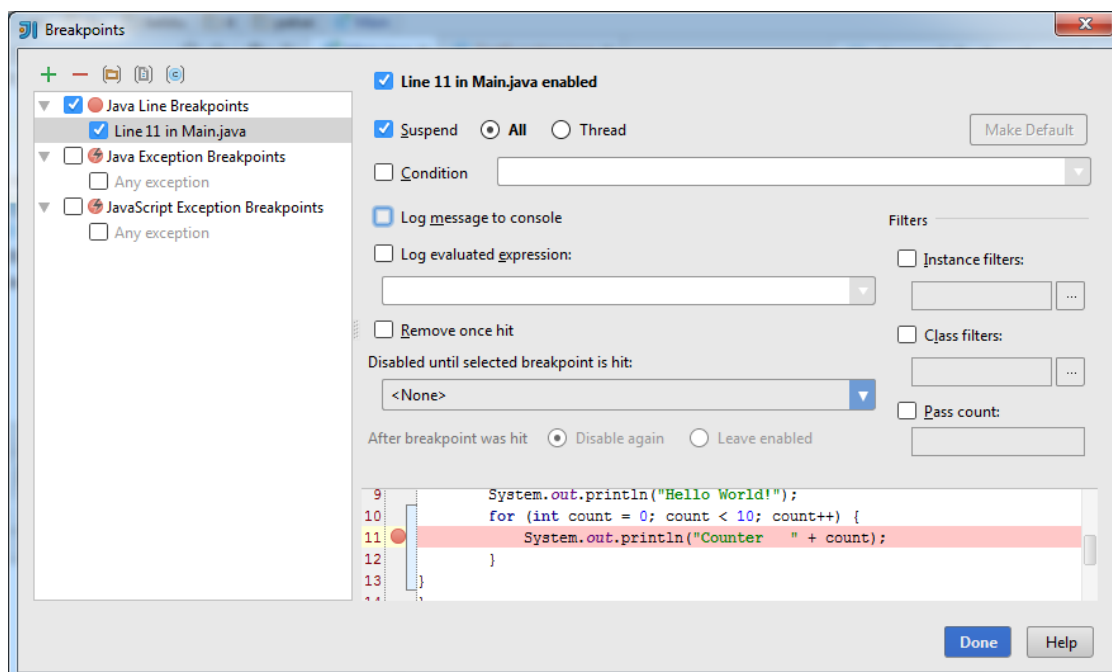 Breakpoints
Java Line Breakpoints
Line 11 in Main.java
Java Exception Breakpoints
Any exception
JavaScript Exception Breakpoints
Any exception
Line 11 in Main.java enabled
Suspend All Thread Make Default
Condition
Log message to console
Log evaluated expression:
Remove once hit
Disabled until selected breakpoint is hit:
<None>
After breakpoint was hit Disable again Leave enabled
Filters
Instance filters:
...
Class filters:
...
Pass count:
9 System.out.println("Hello World!");
10 for (int count = 0; count < 10; count++) {
11 System.out.println("Counter   " + count);
12 }
13 }
Done Help